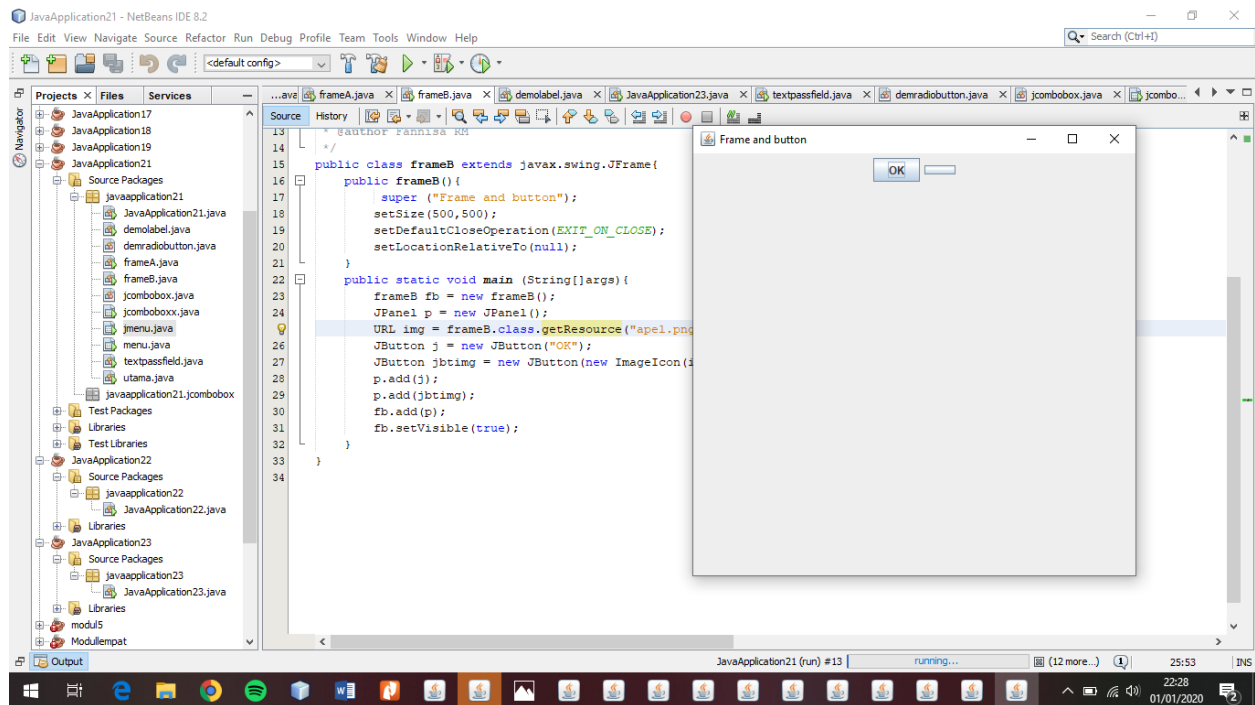 JavaApplication21 - NetBeans IDE 8.2
File Edit View Navigate Source Refactor Run Debug Profile Team Tools Window Help
Search (Ctrl+I)
<default config>
Projects Files Services
...ava frameA.java frameB.java demolabel.java JavaApplication23.java textpassfield.java demradiobutton.java jcombobox.java jcombo...
Navigator
Source History
JavaApplication17
JavaApplication18
JavaApplication19
JavaApplication21
Source Packages
javaapplication21
JavaApplication21.java
demolabel.java
demradiobutton.java
frameA.java
frameB.java
jcombobox.java
jcomboboxx.java
jmenu.java
menu.java
textpassfield.java
utama.java
javaapplication21.jcombobox
Test Packages
Libraries
Test Libraries
JavaApplication22
Source Packages
javaapplication22
JavaApplication22.java
Libraries
JavaApplication23
Source Packages
javaapplication23
JavaApplication23.java
Libraries
modul5
Modullempat
13 * @author Fannisa RM
14 */
15 public class frameB extends javax.swing.JFrame{
16 public frameB(){
17 super ("Frame and button");
18 setSize(500,500);
19 setDefaultCloseOperation(EXIT_ON_CLOSE);
20 setLocationRelativeTo(null);
21 }
22 public static void main (String[]args){
23 frameB fb = new frameB();
24 JPanel p = new JPanel();
URL img = frameB.class.getResource("apel.png
26 JButton j = new JButton("OK");
27 JButton jbtimg = new JButton(new ImageIcon(i
28 p.add(j);
29 p.add(jbtimg);
30 fb.add(p);
31 fb.setVisible(true);
32 }
33 }
34
Frame and button
OK
Output
JavaApplication21 (run) #13 running... (12 more...) 1 25:53 INS
22:28
01/01/2020
2